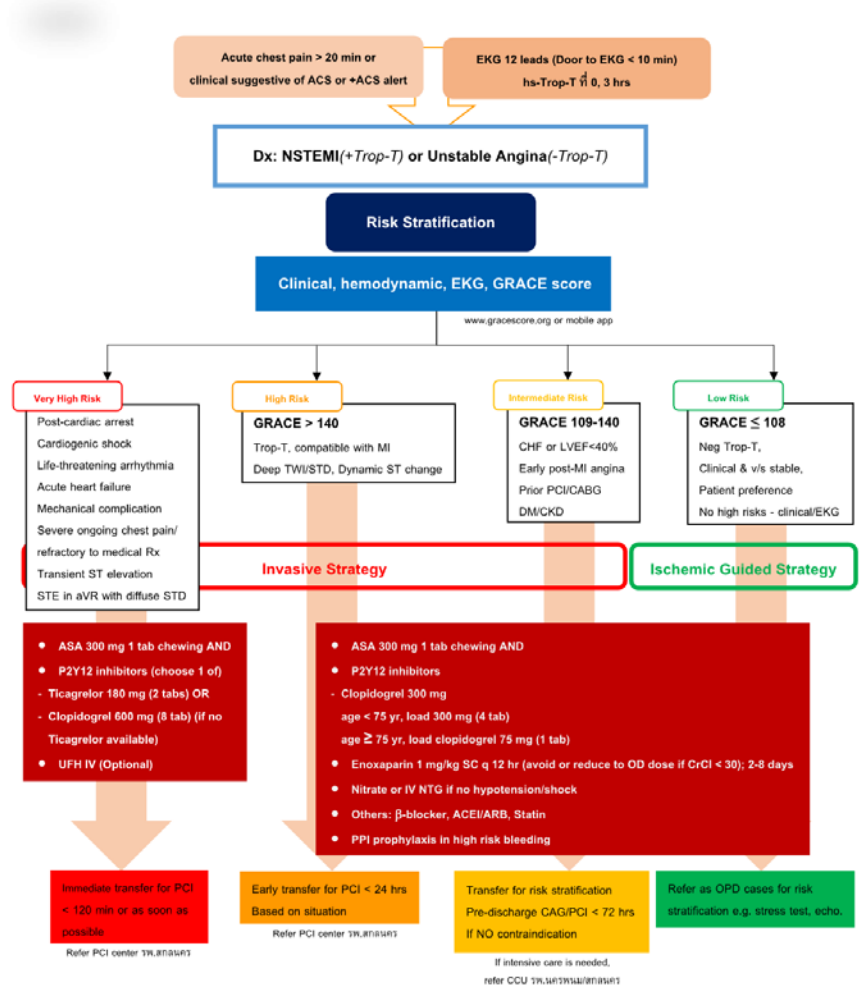 Acute chest pain > 20 min or
clinical suggestive of ACS or +ACS alert
EKG 12 leads (Door to EKG < 10 min)
hs-Trop-T ที่ 0, 3 hrs
Dx: NSTEMI(+Trop-T) or Unstable Angina(-Trop-T)
Risk Stratification
Clinical, hemodynamic, EKG, GRACE score
www.gracescore.org or mobile app
Very High Risk
Post-cardiac arrest
Cardiogenic shock
Life-threatening arrhythmia
Acute heart failure
Mechanical complication
Severe ongoing chest pain/
refractory to medical Rx
Transient ST elevation
STE in aVR with diffuse STD
High Risk
GRACE > 140
Trop-T, compatible with MI
Deep TWI/STD, Dynamic ST change
Intermediate Risk
GRACE 109-140
CHF or LVEF<40%
Early post-MI angina
Prior PCI/CABG
DM/CKD
Low Risk
GRACE ≤ 108
Neg Trop-T,
Clinical & v/s stable,
Patient preference
No high risks - clinical/EKG
Invasive Strategy
Ischemic Guided Strategy
● ASA 300 mg 1 tab chewing AND
● P2Y12 inhibitors (choose 1 of)
- Ticagrelor 180 mg (2 tabs) OR
- Clopidogrel 600 mg (8 tab) (if no
Ticagrelor available)
● UFH IV (Optional)
● ASA 300 mg 1 tab chewing AND
● P2Y12 inhibitors
- Clopidogrel 300 mg
age < 75 yr, load 300 mg (4 tab)
age ≥ 75 yr, load clopidogrel 75 mg (1 tab)
● Enoxaparin 1 mg/kg SC q 12 hr (avoid or reduce to OD dose if CrCl < 30); 2-8 days
● Nitrate or IV NTG if no hypotension/shock
● Others: β-blocker, ACEI/ARB, Statin
● PPI prophylaxis in high risk bleeding
Immediate transfer for PCI
< 120 min or as soon as
possible
Refer PCI center รพ.สกลนคร
Early transfer for PCI < 24 hrs
Based on situation
Refer PCI center รพ.สกลนคร
Transfer for risk stratification
Pre-discharge CAG/PCI < 72 hrs
If NO contraindication
If intensive care is needed,
refer CCU รพ.นครพนม/สกลนคร
Refer as OPD cases for risk
stratification e.g. stress test, echo.